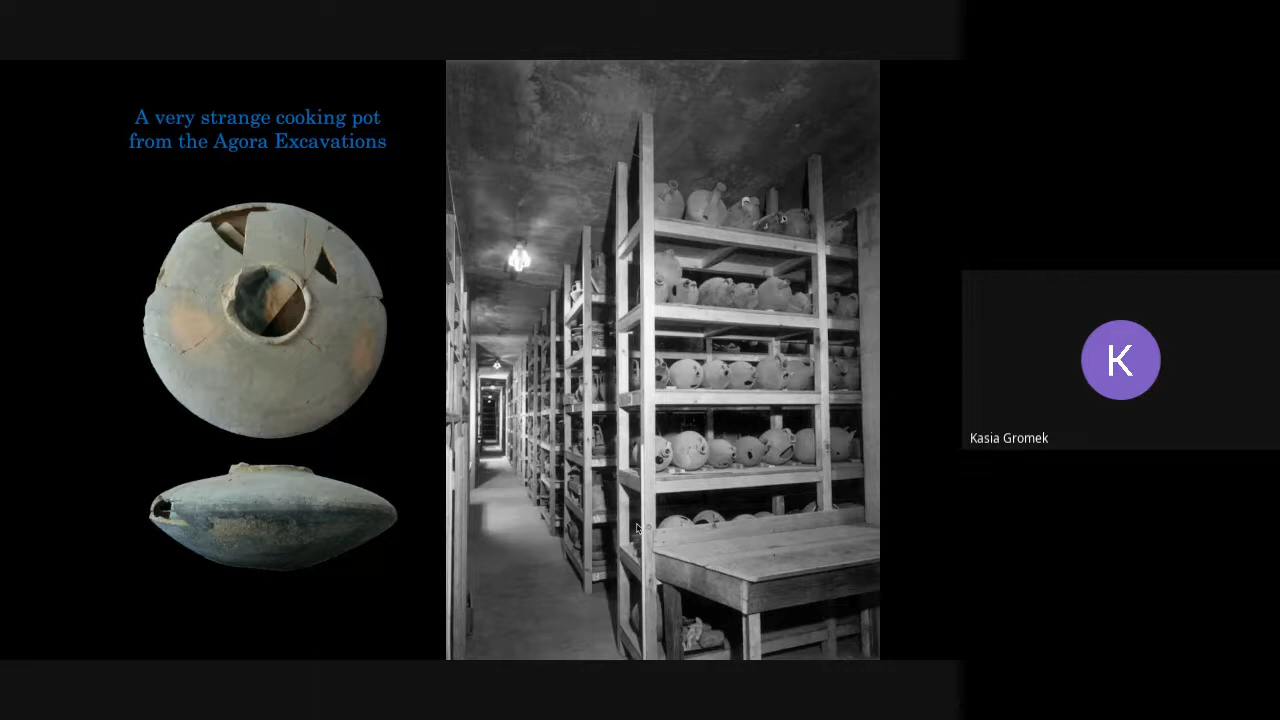 A very strange cooking pot
from the Agora Excavations
K
Kasia Gromek